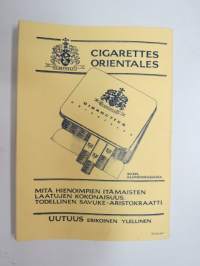 CIGARETTES
ORIENTALES
MITÄ HIENOIMPIEN ITÄMAISTEN
LAATUJEN KOKONAISUUS.
TODELLINEN SAVUKE-ARISTOKRAATTI
UUTUUS ERIKOINEN YLELLINEN